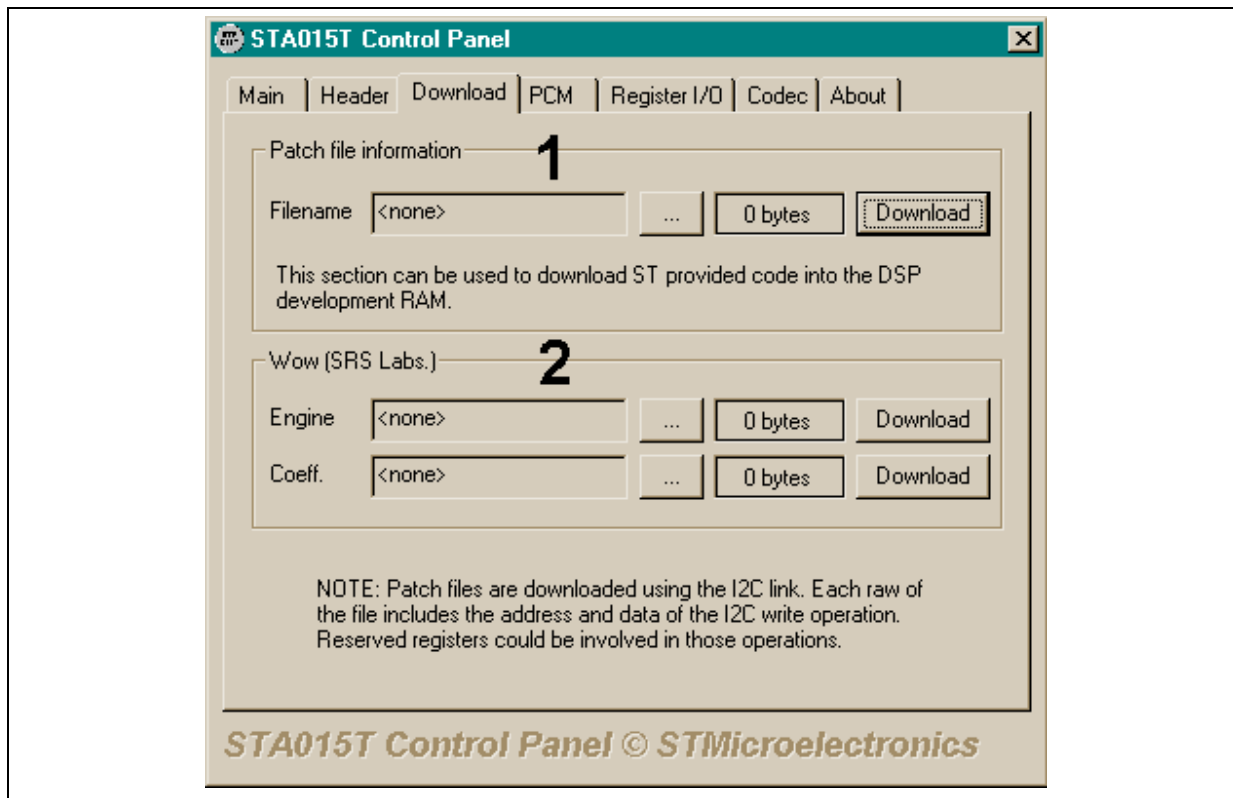 STA015T Control Panel
Main Header Download PCM Register I/O Codec About
Patch file information 1
Filename <none> ... 0 bytes Download
This section can be used to download ST provided code into the DSP
development RAM.
Wow (SRS Labs.) 2
Engine <none> ... 0 bytes Download
Coeff. <none> ... 0 bytes Download
NOTE: Patch files are downloaded using the I2C link. Each raw of
the file includes the address and data of the I2C write operation.
Reserved registers could be involved in those operations.
STA015T Control Panel © STMicroelectronics